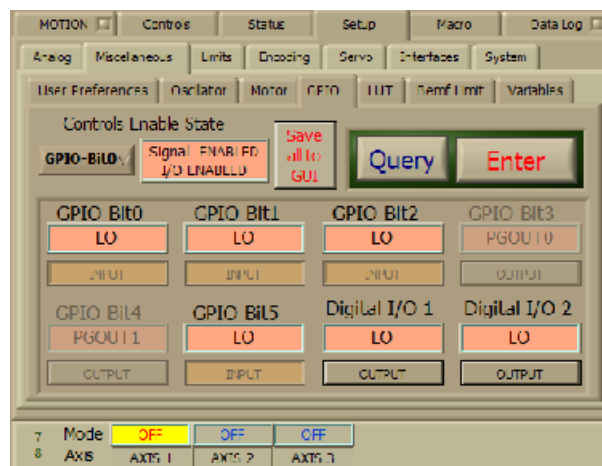 MOTION Controls Status Setup Macro Data Log
Analog Miscellaneous Limits Encoding Servo Interfaces System
User Preferences Oscilator Motor GPIO LUT Bemf Limit Variables
Controls Enable State
GPIO-Bit0 Signal ENABLED I/O ENABLED Save all to GUI Query Enter
GPIO Bit0 GPIO Bit1 GPIO Bit2 GPIO Bit3
LO LO LO PGOUT0
INPUT INPUT INPUT OUTPUT
GPIO Bit4 GPIO Bit5 Digital I/O 1 Digital I/O 2
PGOUT1 LO LO LO
OUTPUT INPUT OUTPUT OUTPUT
7 Mode OFF OFF OFF
8 Axis AXIS 1 AXIS 2 AXIS 3